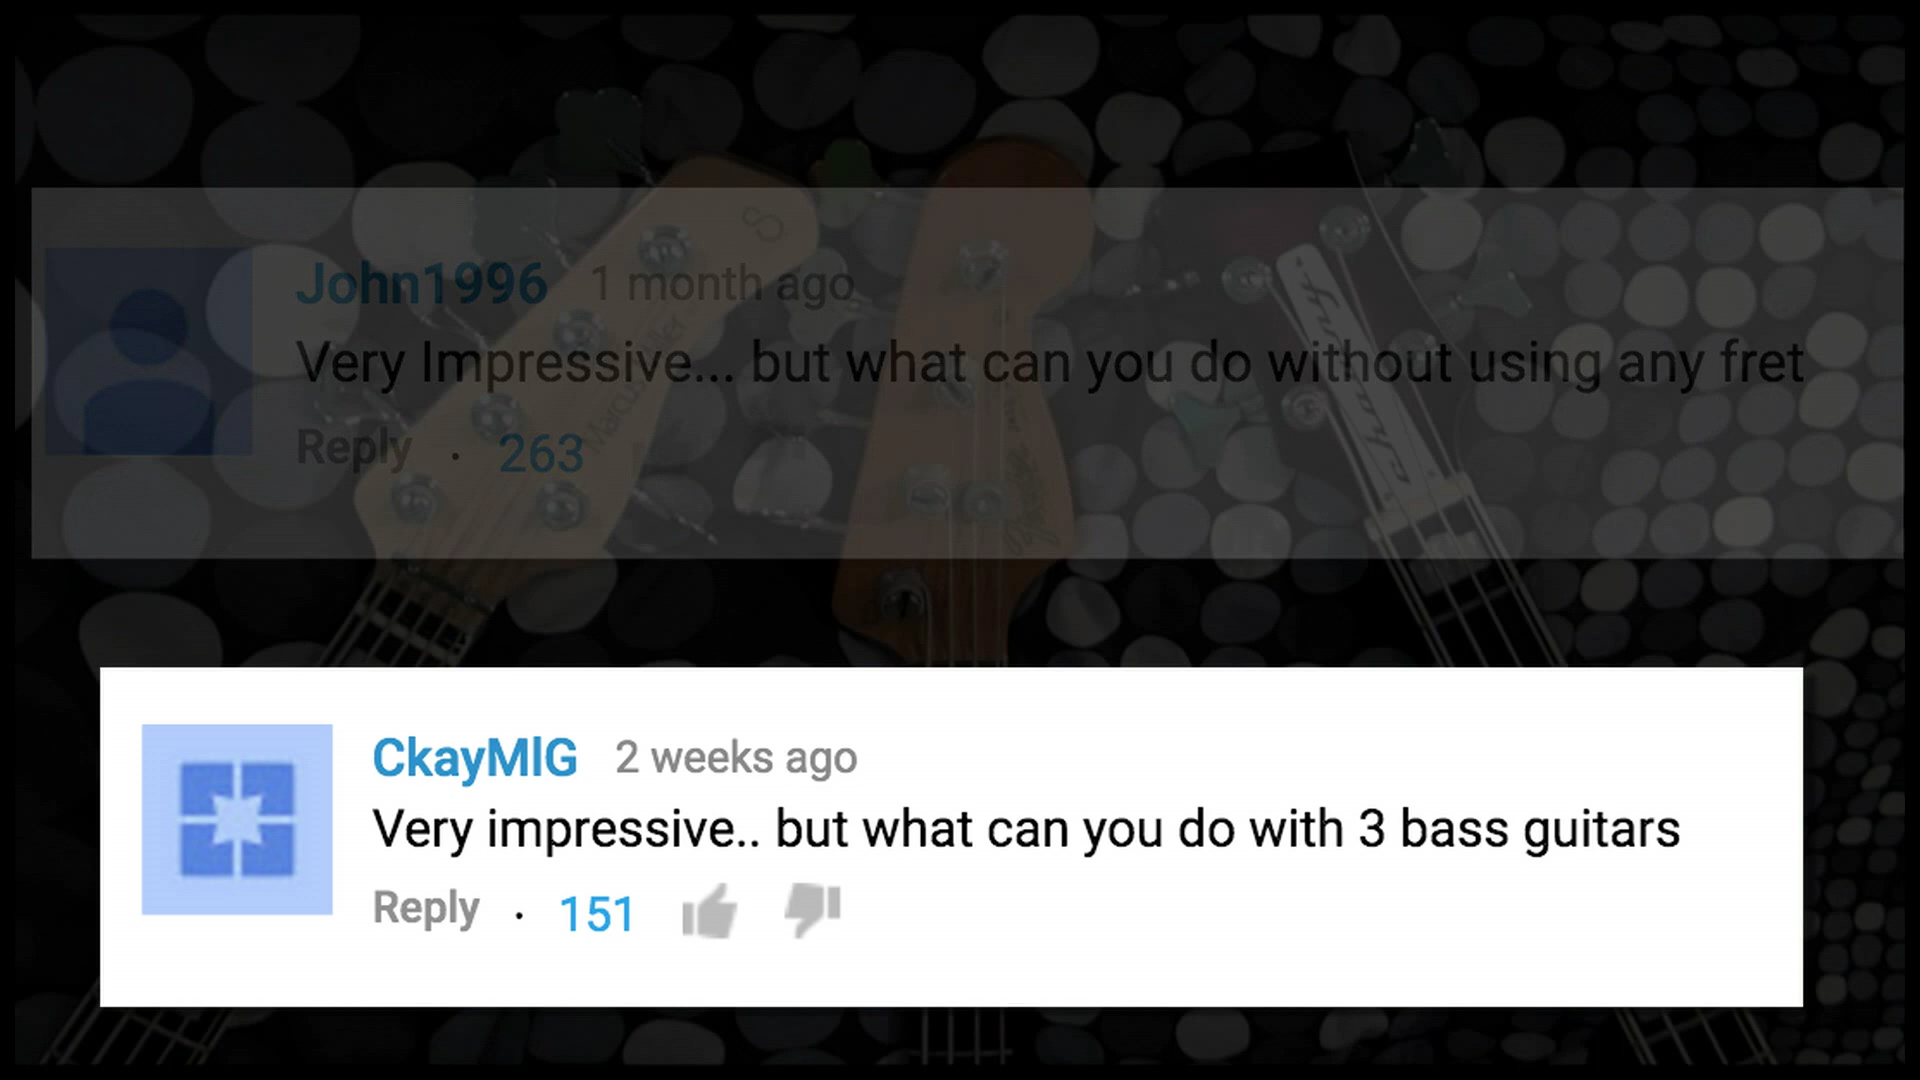 John1996 1 month ago
Very Impressive... but what can you do without using any fret
Reply · 263
CkayMlG 2 weeks ago
Very impressive.. but what can you do with 3 bass guitars
Reply · 151